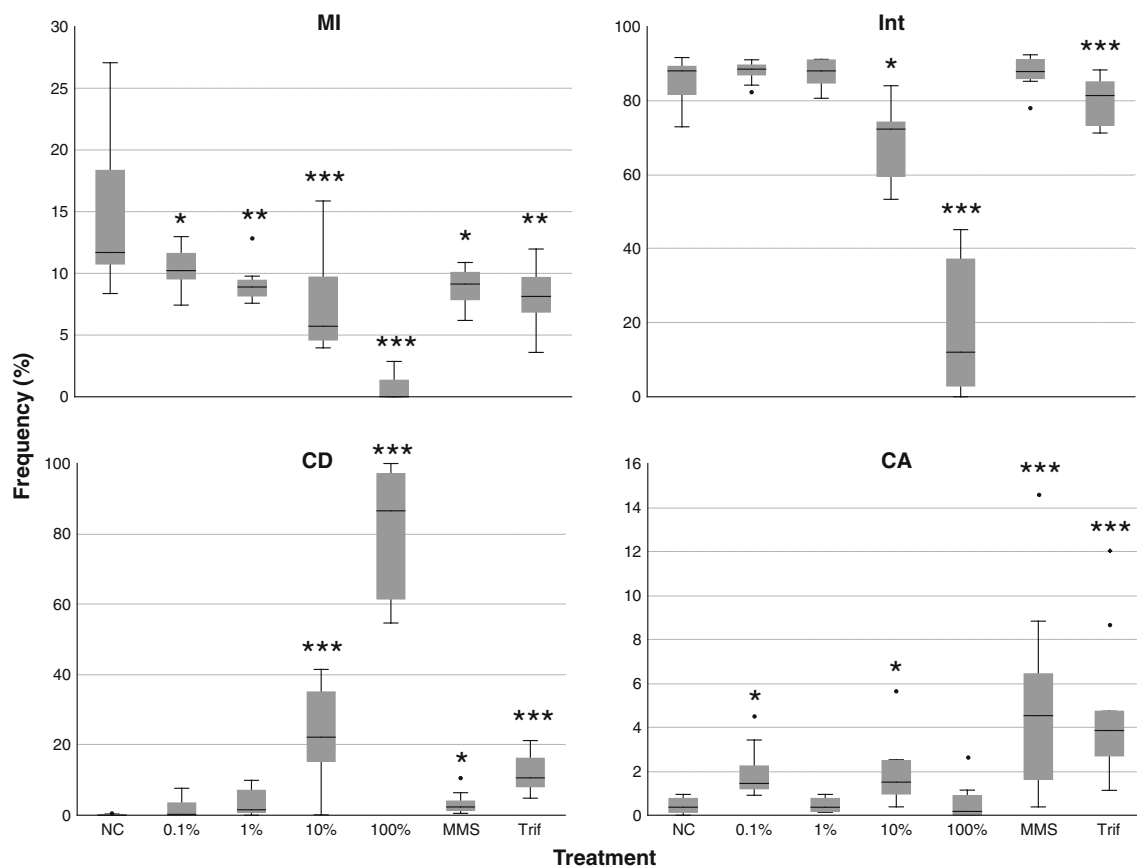 MI
Int
30
25
20
15
10
5
0
* ** *** *** * **
100
80
60
40
20
0
* *** ***
Frequency (%)
CD
CA
100
80
60
40
20
0
*** *** * ***
16
14
12
10
8
6
4
2
0
* * *** ***
NC 0.1% 1% 10% 100% MMS Trif
NC 0.1% 1% 10% 100% MMS Trif
Treatment